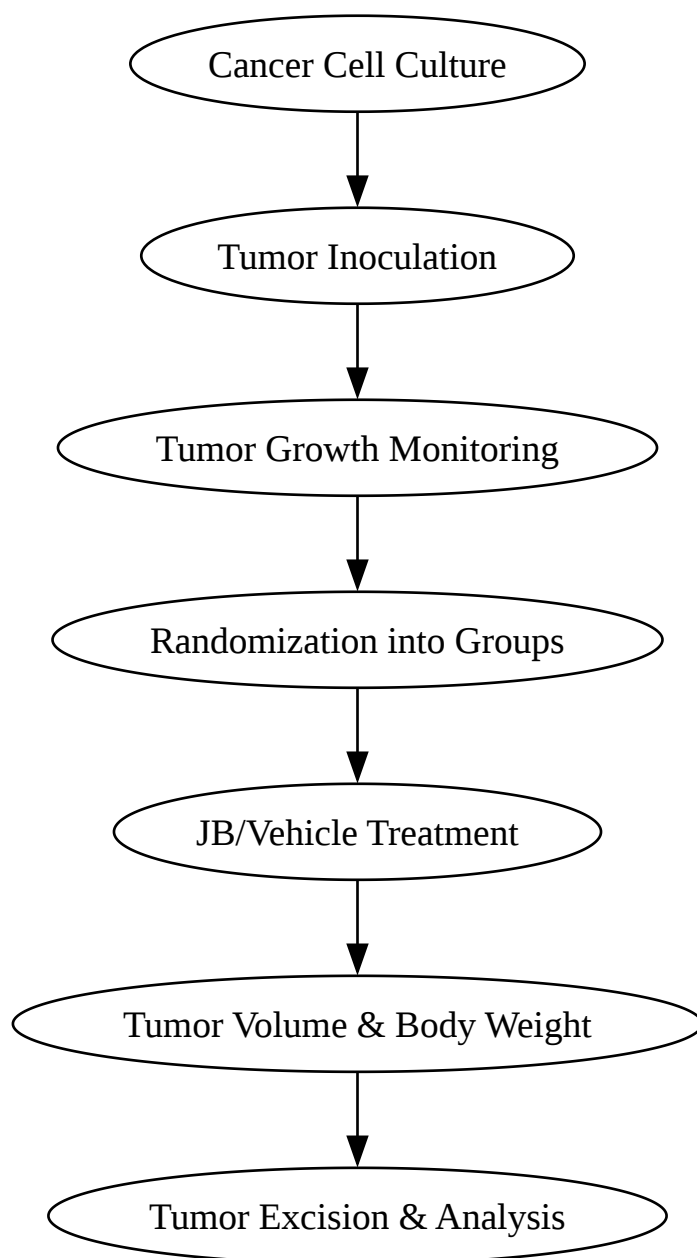 Cancer Cell Culture
Tumor Inoculation
Tumor Growth Monitoring
Randomization into Groups
JB/Vehicle Treatment
Tumor Volume & Body Weight
Tumor Excision & Analysis